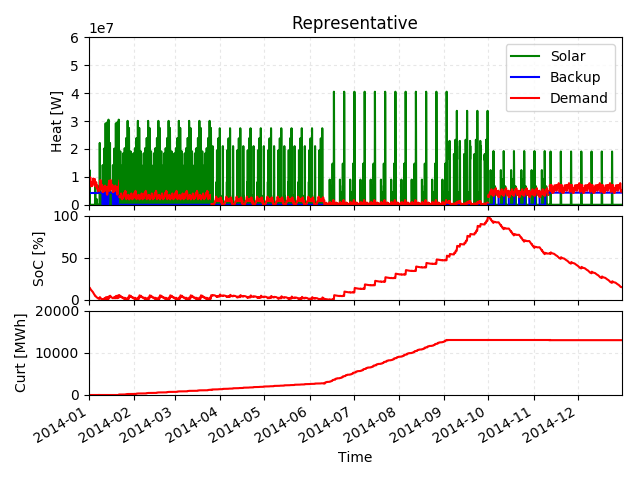 Representative
1e7
6
5
4
3
2
1
0
Heat [W]
Solar
Backup
Demand
100
50
0
SoC [%]
20000
10000
0
Curt [MWh]
2014-01
2014-02
2014-03
2014-04
2014-05
2014-06
2014-07
2014-08
2014-09
2014-10
2014-11
2014-12
Time